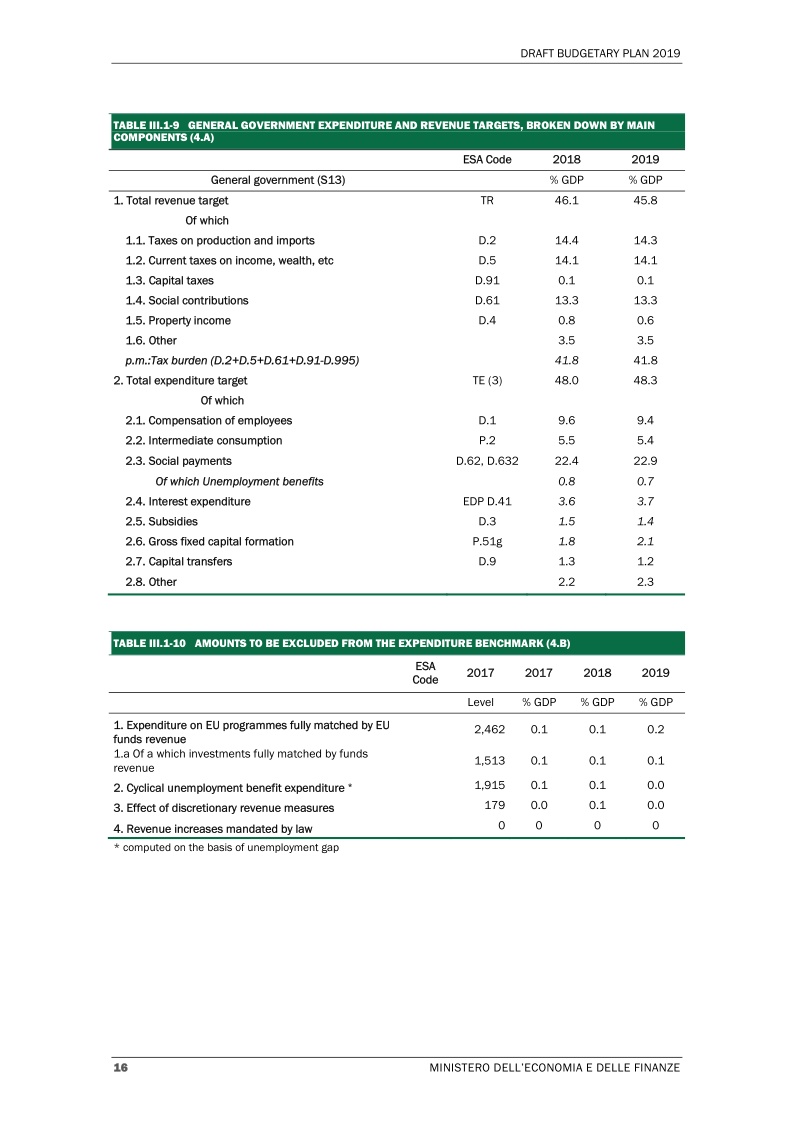 DRAFT BUDGETARY PLAN 2019
TABLE III.1-9 GENERAL GOVERNMENT EXPENDITURE AND REVENUE TARGETS, BROKEN DOWN BY MAIN
COMPONENTS (4.A)
ESA Code 2018 2019
General government (S13) % GDP % GDP
1. Total revenue target TR 46.1 45.8
Of which
1.1. Taxes on production and imports D.2 14.4 14.3
1.2. Current taxes on income, wealth, etc D.5 14.1 14.1
1.3. Capital taxes D.91 0.1 0.1
1.4. Social contributions D.61 13.3 13.3
1.5. Property income D.4 0.8 0.6
1.6. Other 3.5 3.5
p.m.:Tax burden (D.2+D.5+D.61+D.91-D.995) 41.8 41.8
2. Total expenditure target TE (3) 48.0 48.3
Of which
2.1. Compensation of employees D.1 9.6 9.4
2.2. Intermediate consumption P.2 5.5 5.4
2.3. Social payments D.62, D.632 22.4 22.9
Of which Unemployment benefits 0.8 0.7
2.4. Interest expenditure EDP D.41 3.6 3.7
2.5. Subsidies D.3 1.5 1.4
2.6. Gross fixed capital formation P.51g 1.8 2.1
2.7. Capital transfers D.9 1.3 1.2
2.8. Other 2.2 2.3
TABLE III.1-10 AMOUNTS TO BE EXCLUDED FROM THE EXPENDITURE BENCHMARK (4.B)
ESA
Code 2017 2017 2018 2019
Level % GDP % GDP % GDP
1. Expenditure on EU programmes fully matched by EU
funds revenue 2,462 0.1 0.1 0.2
1.a Of a which investments fully matched by funds
revenue 1,513 0.1 0.1 0.1
2. Cyclical unemployment benefit expenditure * 1,915 0.1 0.1 0.0
3. Effect of discretionary revenue measures 179 0.0 0.1 0.0
4. Revenue increases mandated by law 0 0 0 0
* computed on the basis of unemployment gap
16 MINISTERO DELL'ECONOMIA E DELLE FINANZE